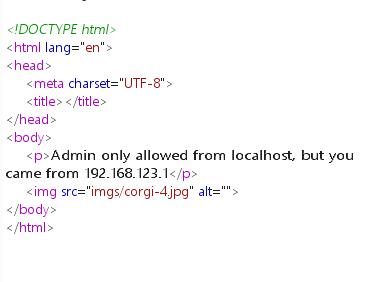 <!DOCTYPE html>
<html lang="en">
<head>
<meta charset="UTF-8">
<title></title>
</head>
<body>
<p>Admin only allowed from localhost, but you
came from 192.168.123.1</p>
<img src="imgs/corgi-4.jpg" alt="">
</body>
</html>